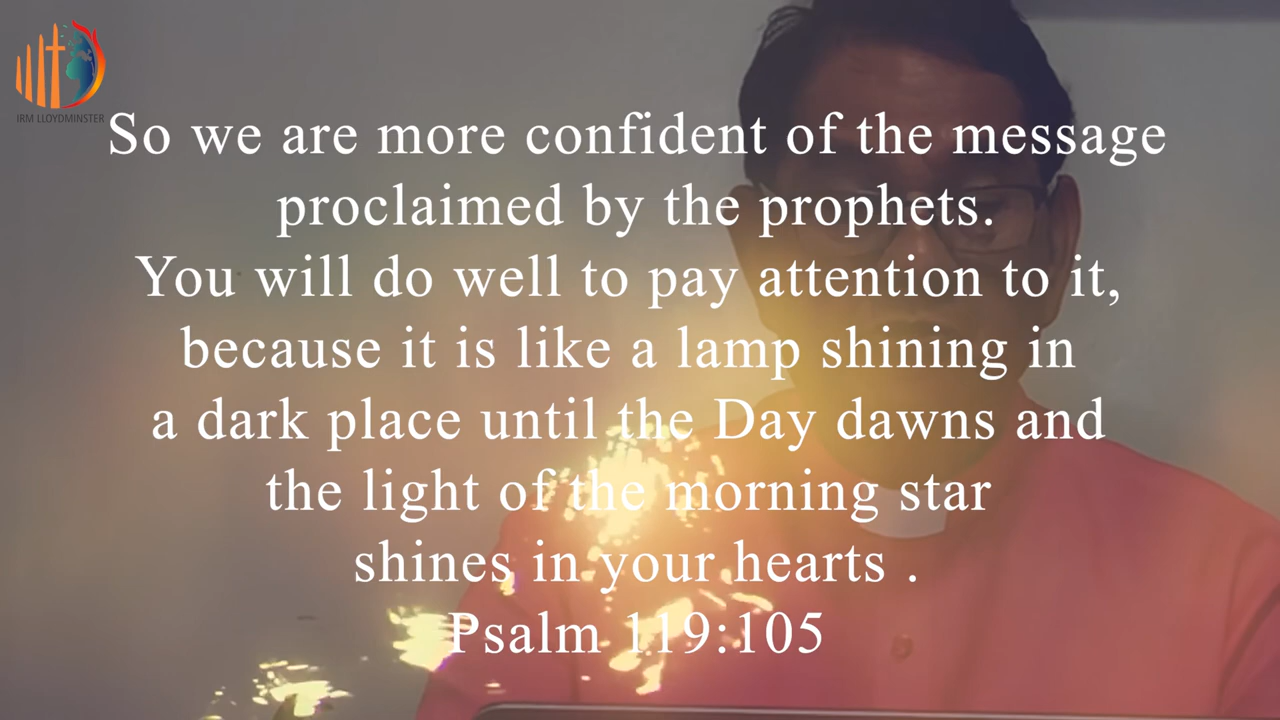 IRM LLOYDMINSTER
So we are more confident of the message
proclaimed by the prophets.
You will do well to pay attention to it,
because it is like a lamp shining in
a dark place until the Day dawns and
the light of the morning star
shines in your hearts .
Psalm 119:105